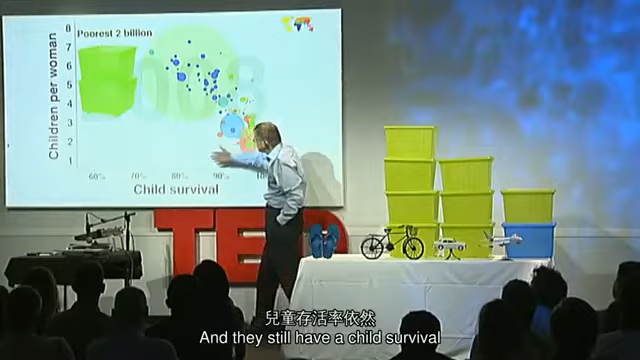 Children per woman
8
7
6
5
4
3
2
1
Poorest 2 billion
60%
70%
80%
90%
Child survival
TED
兒童存活率依然
And they still have a child survival